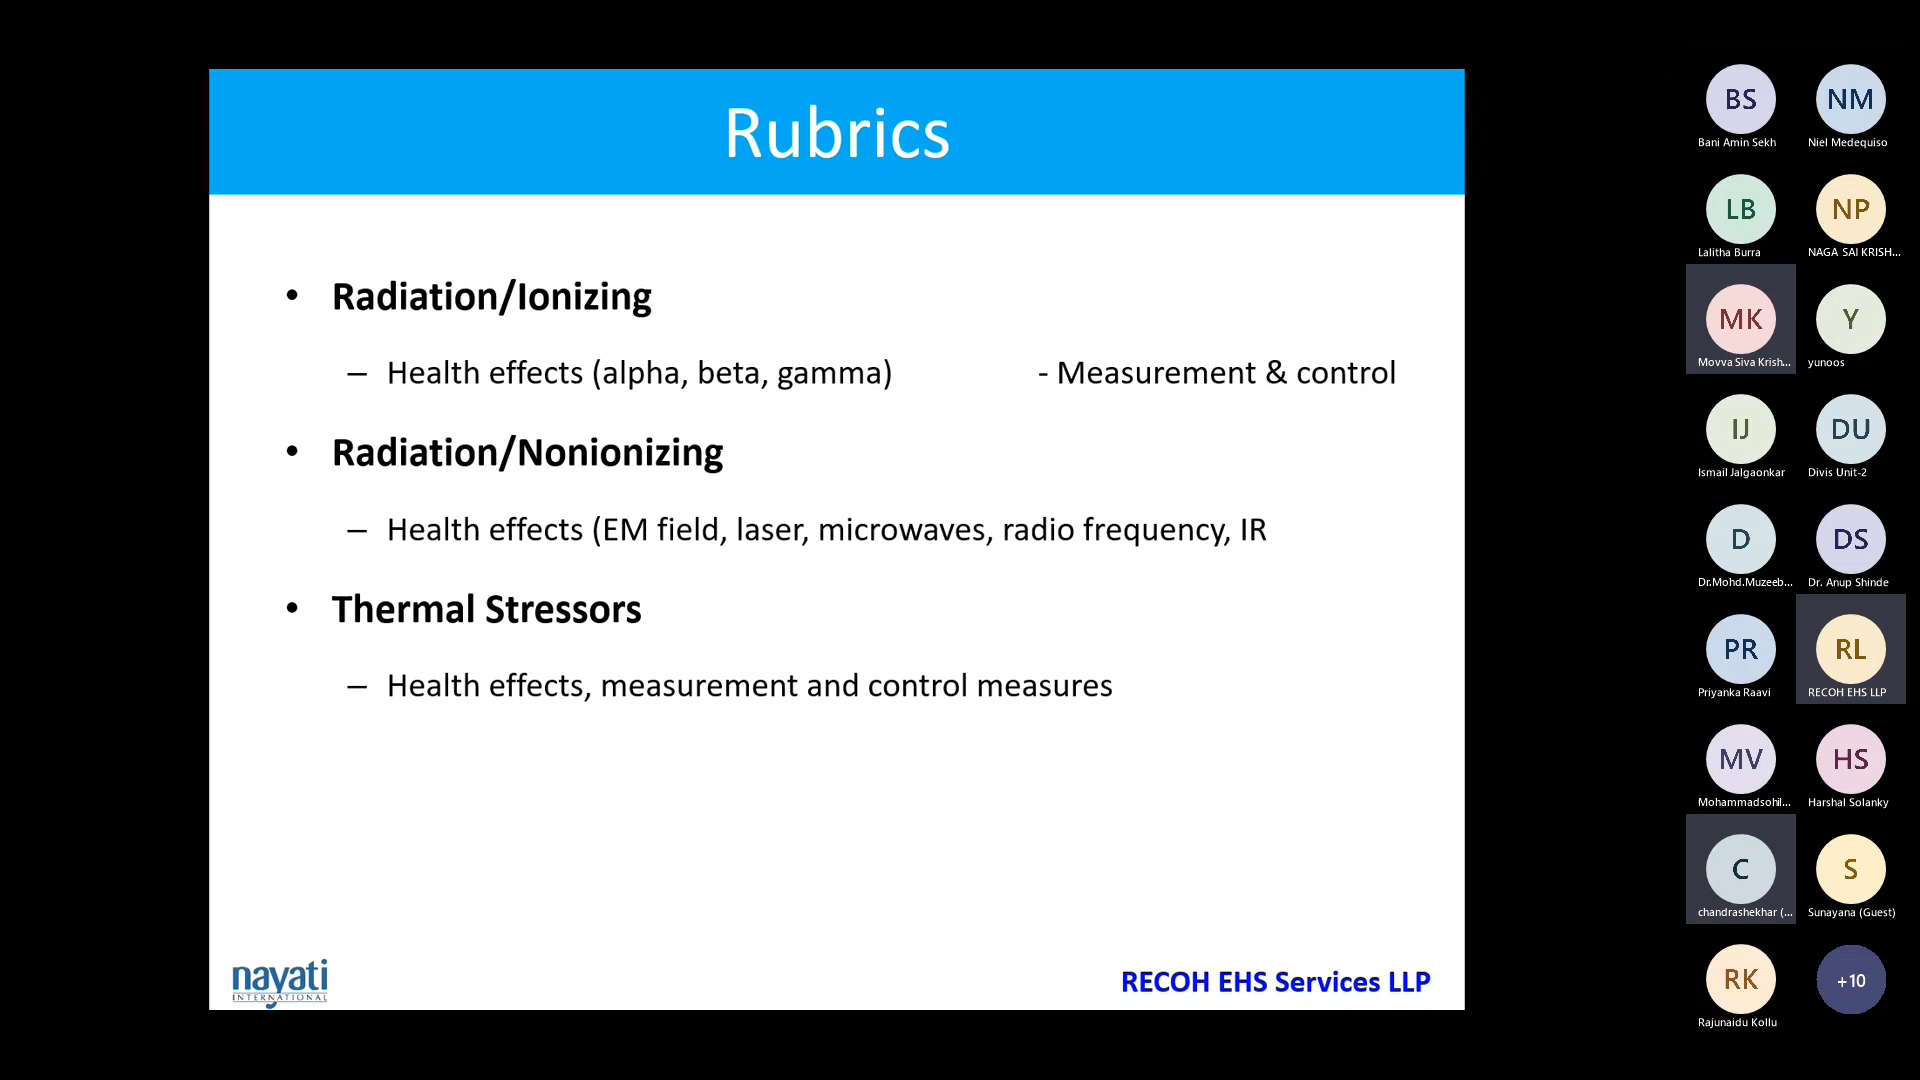 Rubrics
• Radiation/Ionizing
– Health effects (alpha, beta, gamma) - Measurement & control
• Radiation/Nonionizing
– Health effects (EM field, laser, microwaves, radio frequency, IR
• Thermal Stressors
– Health effects, measurement and control measures
nayati
INTERNATIONAL
RECOH EHS Services LLP
BS NM
Bani Amin Sekh Niel Medequiso
LB NP
Lalitha Burra NAGA SAI KRISH...
MK Y
Movva Siva Krish... yunoos
IJ DU
Ismail Jalgaonkar Divis Unit-2
D DS
Dr.Mohd.Muzeeb... Dr. Anup Shinde
PR RL
Priyanka Raavi RECOH EHS LLP
MV HS
Mohammadsohil... Harshal Solanky
C S
chandrashekhar (... Sunayana (Guest)
RK +10
Rajunaidu Kollu